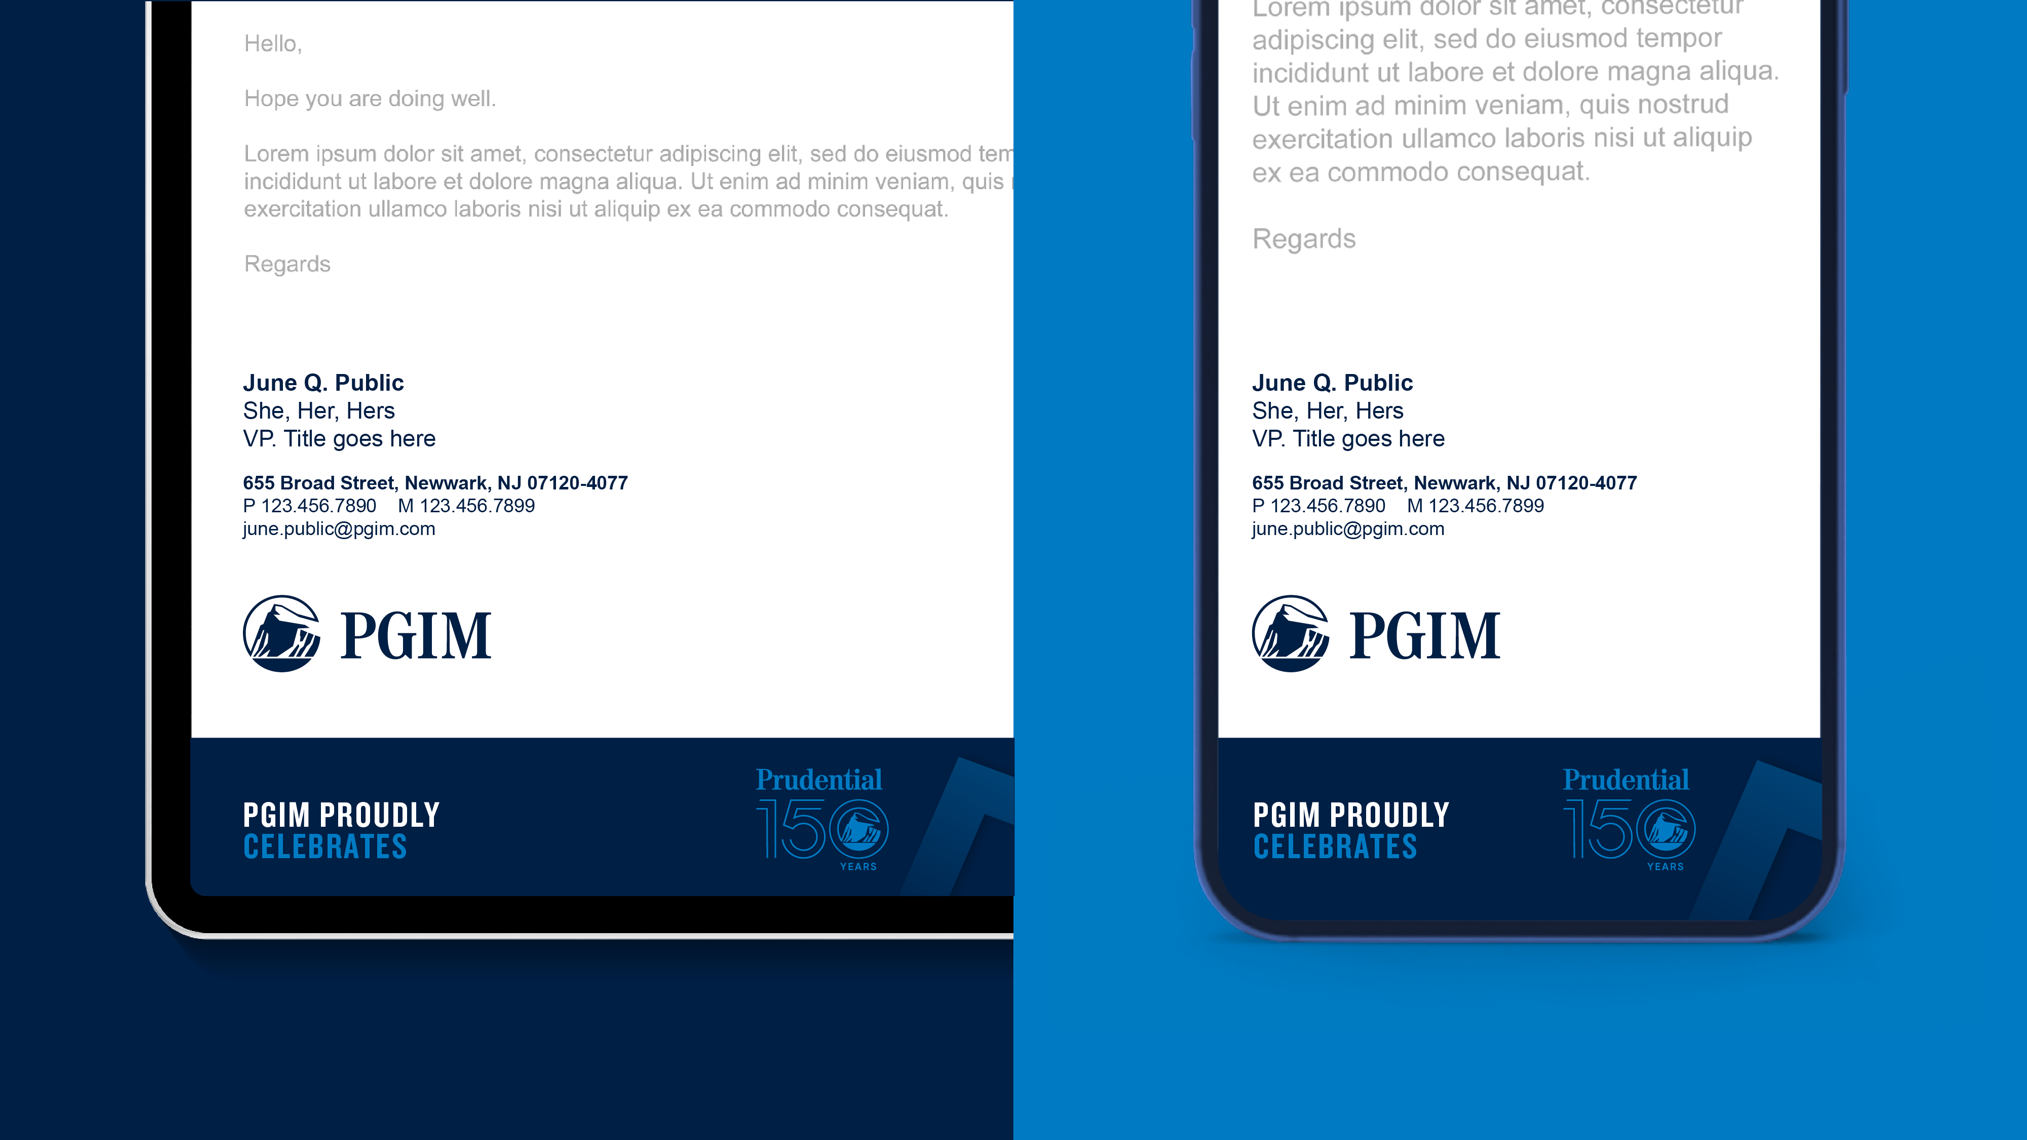 Hello,
Hope you are doing well.
Lorem ipsum dolor sit amet, consectetur adipiscing elit, sed do eiusmod tem
incididunt ut labore et dolore magna aliqua. Ut enim ad minim veniam, quis
exercitation ullamco laboris nisi ut aliquip ex ea commodo consequat.
Regards
June Q. Public
She, Her, Hers
VP. Title goes here
655 Broad Street, Newwark, NJ 07120-4077
P 123.456.7890 M 123.456.7899
june.public@pgim.com
PGIM
PGIM PROUDLY
CELEBRATES
Prudential
150
YEARS
Lorem ipsum dolor sit amet, consectetur
adipiscing elit, sed do eiusmod tempor
incididunt ut labore et dolore magna aliqua.
Ut enim ad minim veniam, quis nostrud
exercitation ullamco laboris nisi ut aliquip
ex ea commodo consequat.
Regards
June Q. Public
She, Her, Hers
VP. Title goes here
655 Broad Street, Newwark, NJ 07120-4077
P 123.456.7890 M 123.456.7899
june.public@pgim.com
PGIM
PGIM PROUDLY
CELEBRATES
Prudential
150
YEARS